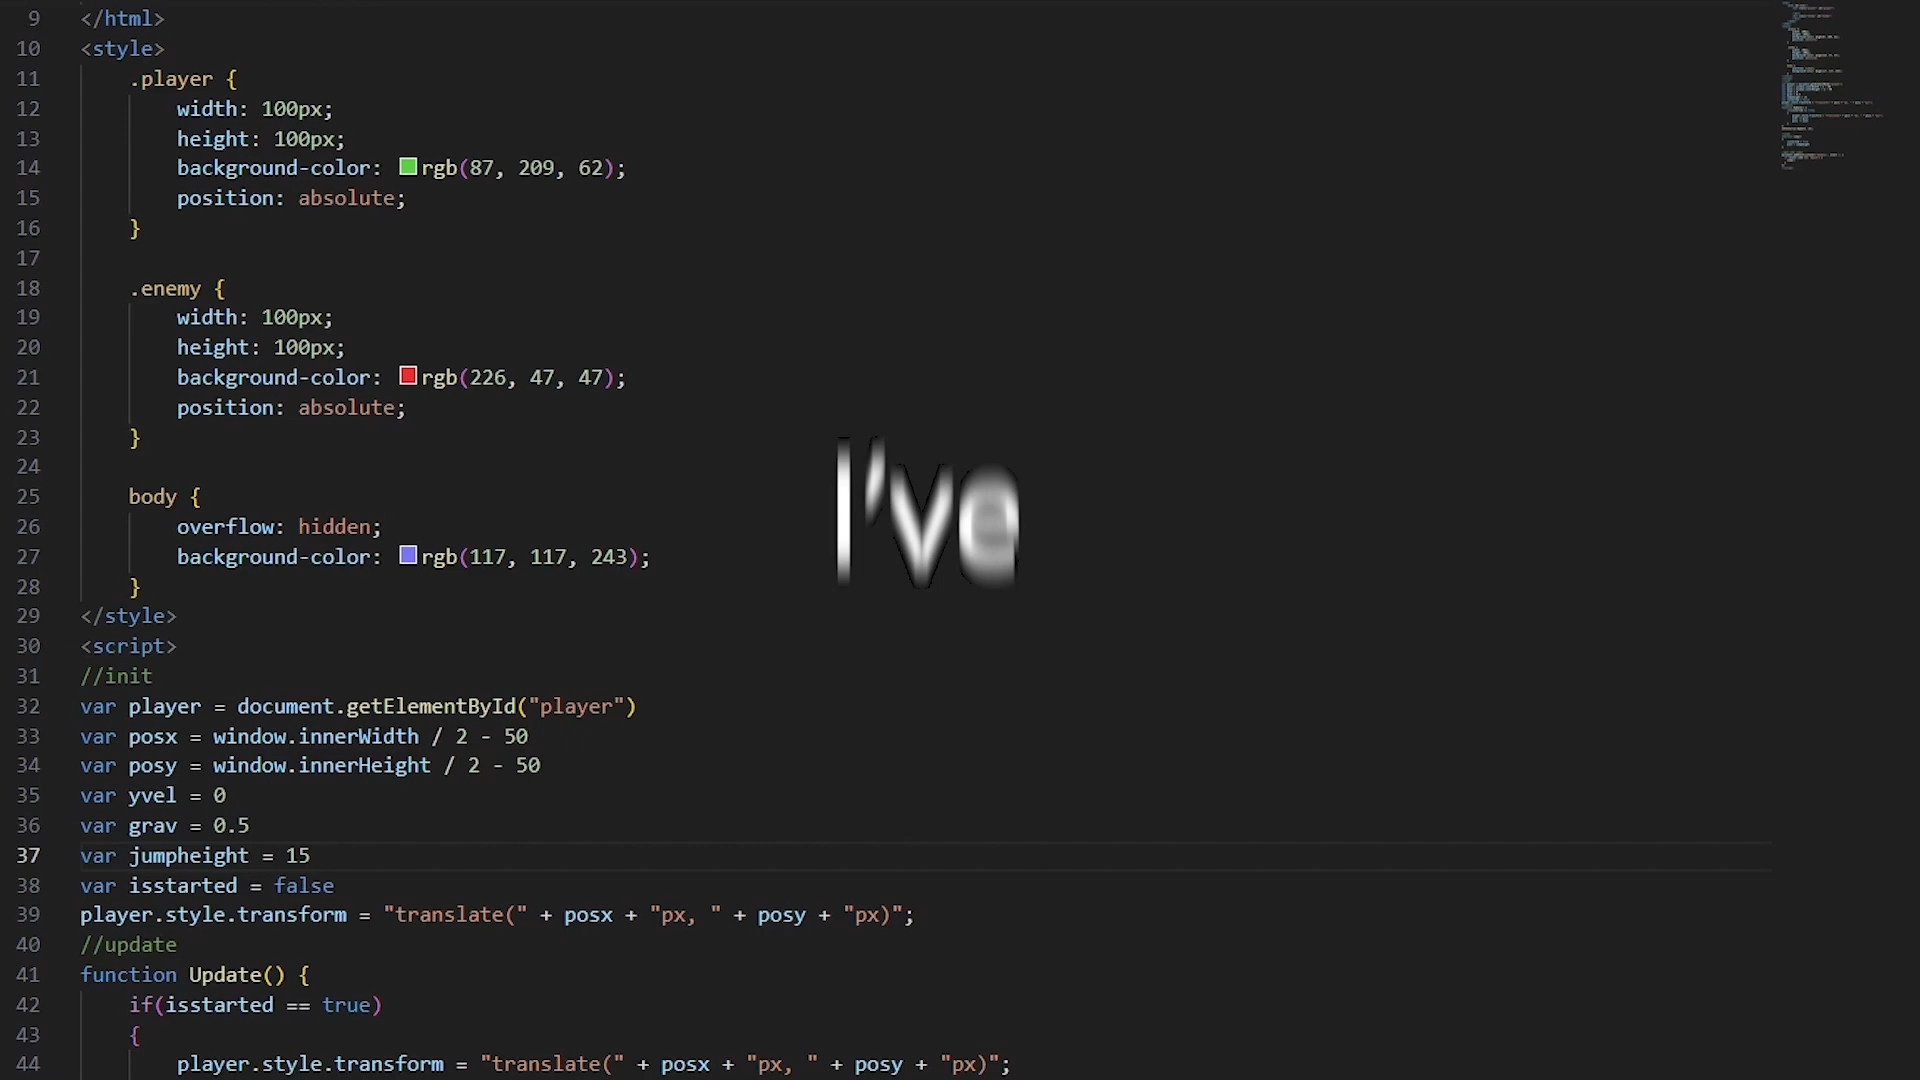 9 </html>
10 <style>
11 .player {
12 width: 100px;
13 height: 100px;
14 background-color: rgb(87, 209, 62);
15 position: absolute;
16 }
17
18 .enemy {
19 width: 100px;
20 height: 100px;
21 background-color: rgb(226, 47, 47);
22 position: absolute;
23 }
24
I've
25 body {
26 overflow: hidden;
27 background-color: rgb(117, 117, 243);
28 }
29 </style>
30 <script>
31 //init
32 var player = document.getElementById("player")
33 var posx = window.innerWidth / 2 - 50
34 var posy = window.innerHeight / 2 - 50
35 var yvel = 0
36 var grav = 0.5
37 var jumpheight = 15
38 var isstarted = false
39 player.style.transform = "translate(" + posx + "px, " + posy + "px)";
40 //update
41 function Update() {
42 if(isstarted == true)
43 {
44 player.style.transform = "translate(" + posx + "px, " + posy + "px)";